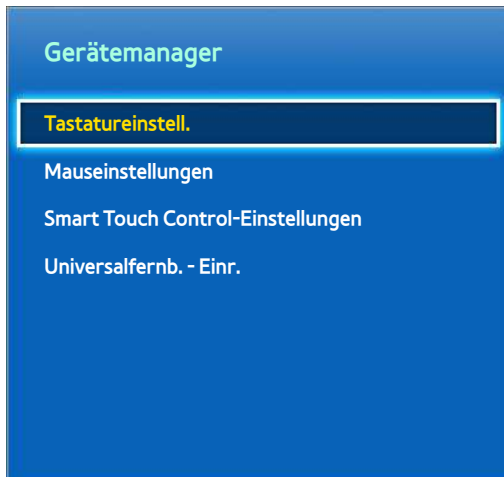 Gerätemanager
Tastatureinstell.
Mauseinstellungen
Smart Touch Control-Einstellungen
Universalfernb. - Einr.